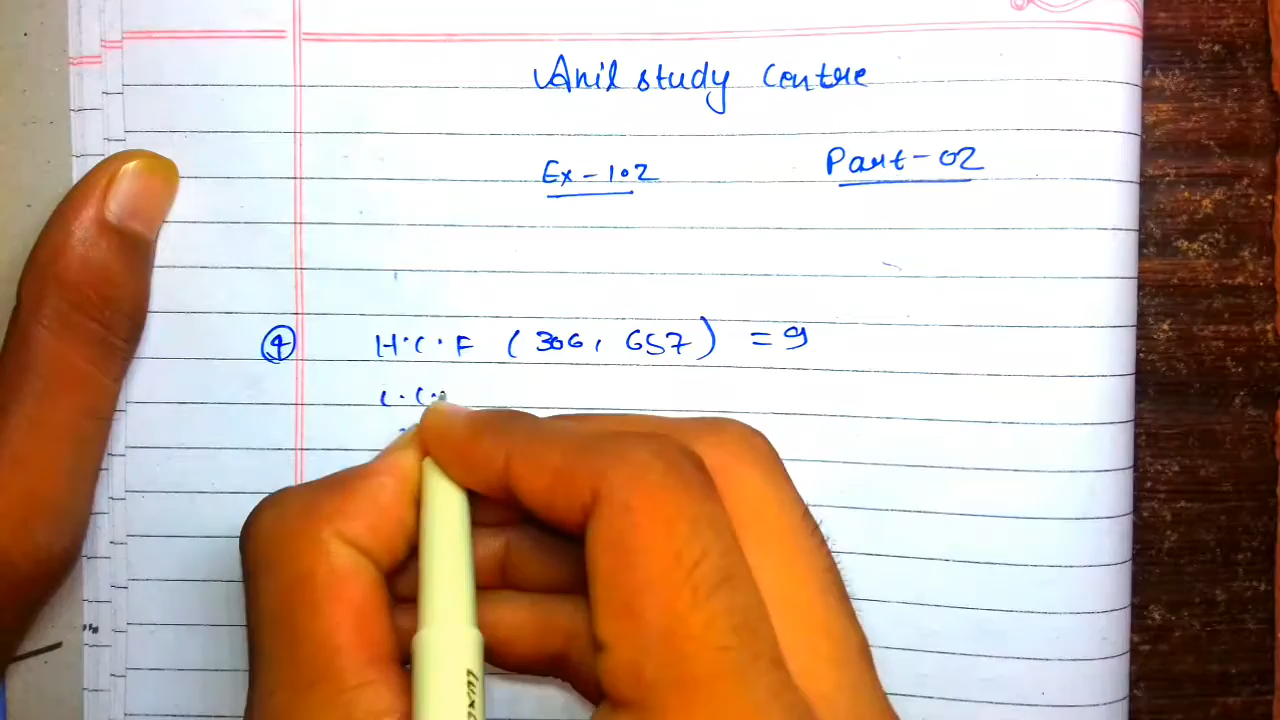 Anil study Centre
Ex-1.2 Part-02
④ H.C.F (306, 657) = 9
L.C.